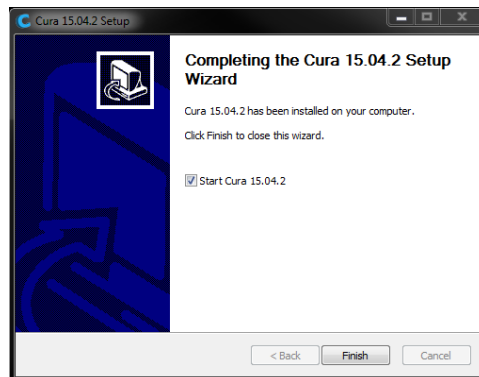 Cura 15.04.2 Setup
Completing the Cura 15.04.2 Setup
Wizard
Cura 15.04.2 has been installed on your computer.
Click Finish to close this wizard.
Start Cura 15.04.2
< Back Finish Cancel